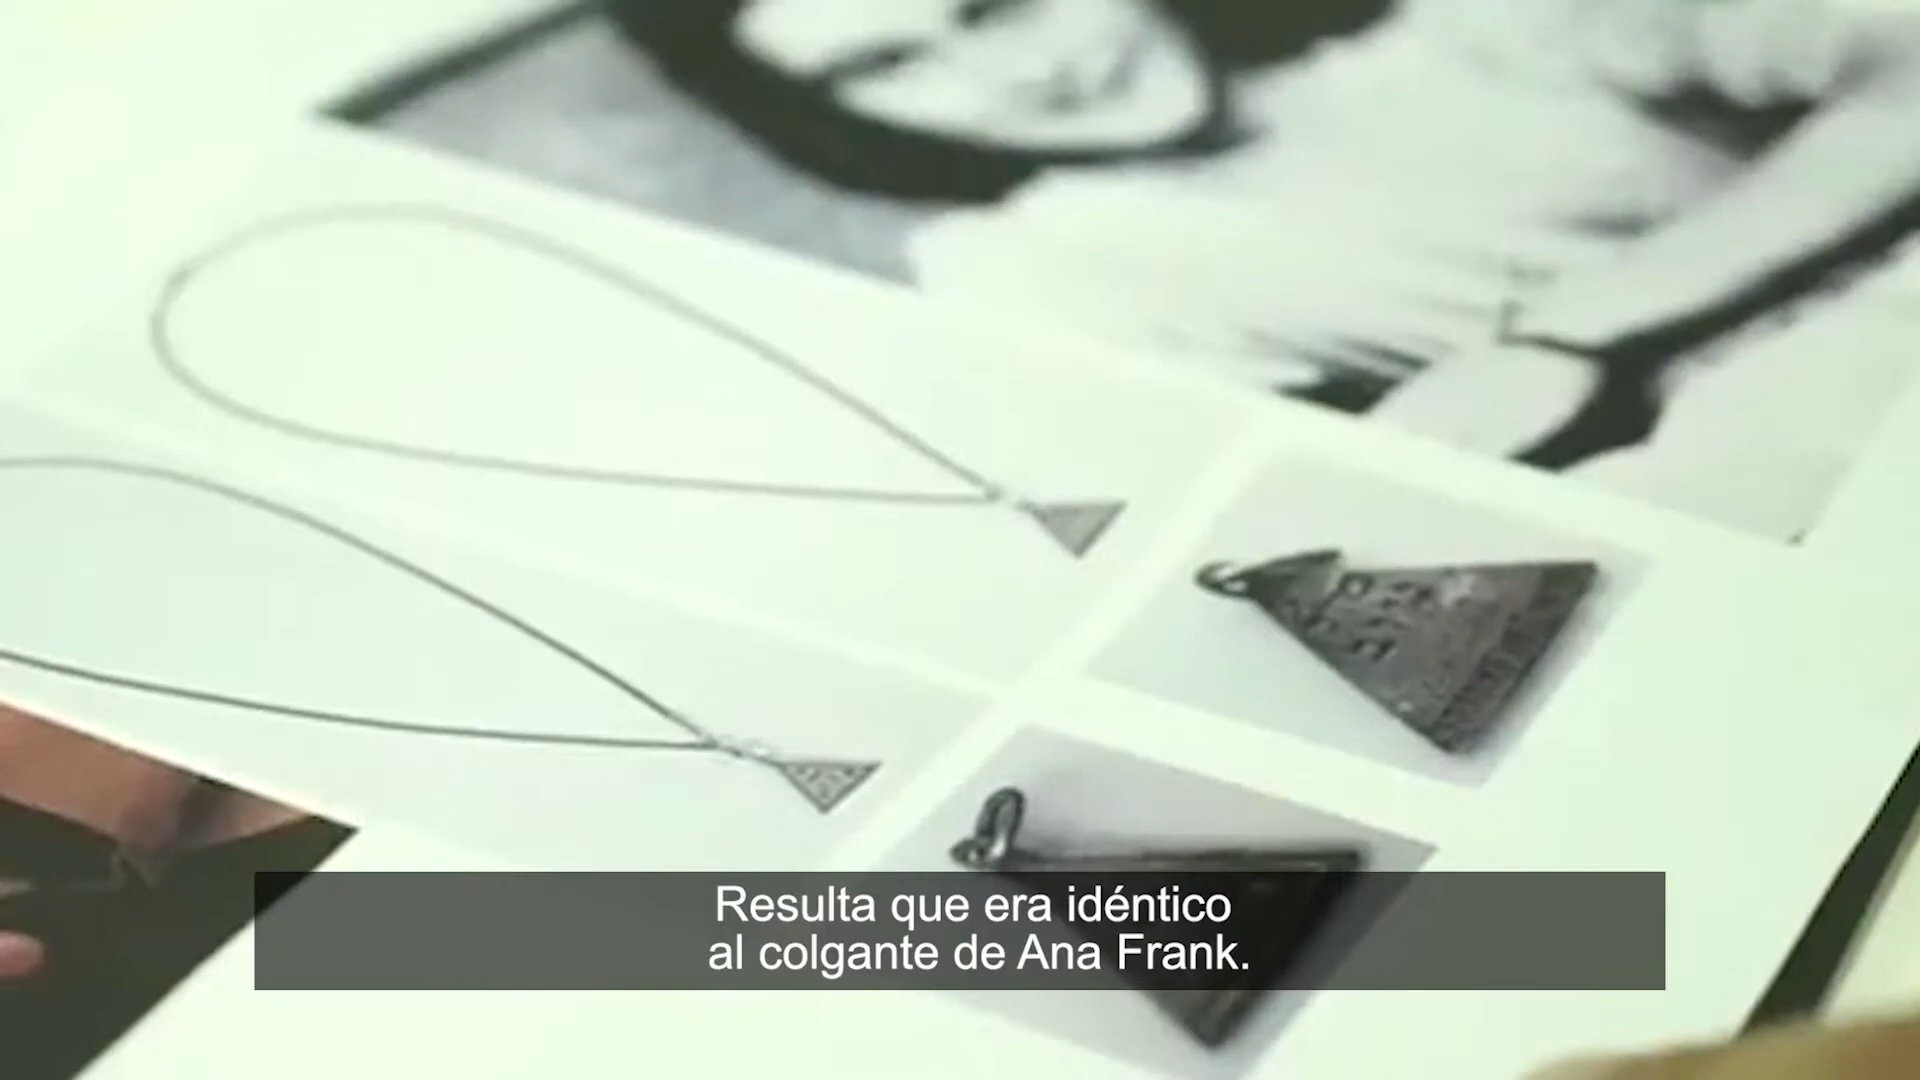 Resulta que era idéntico
al colgante de Ana Frank.